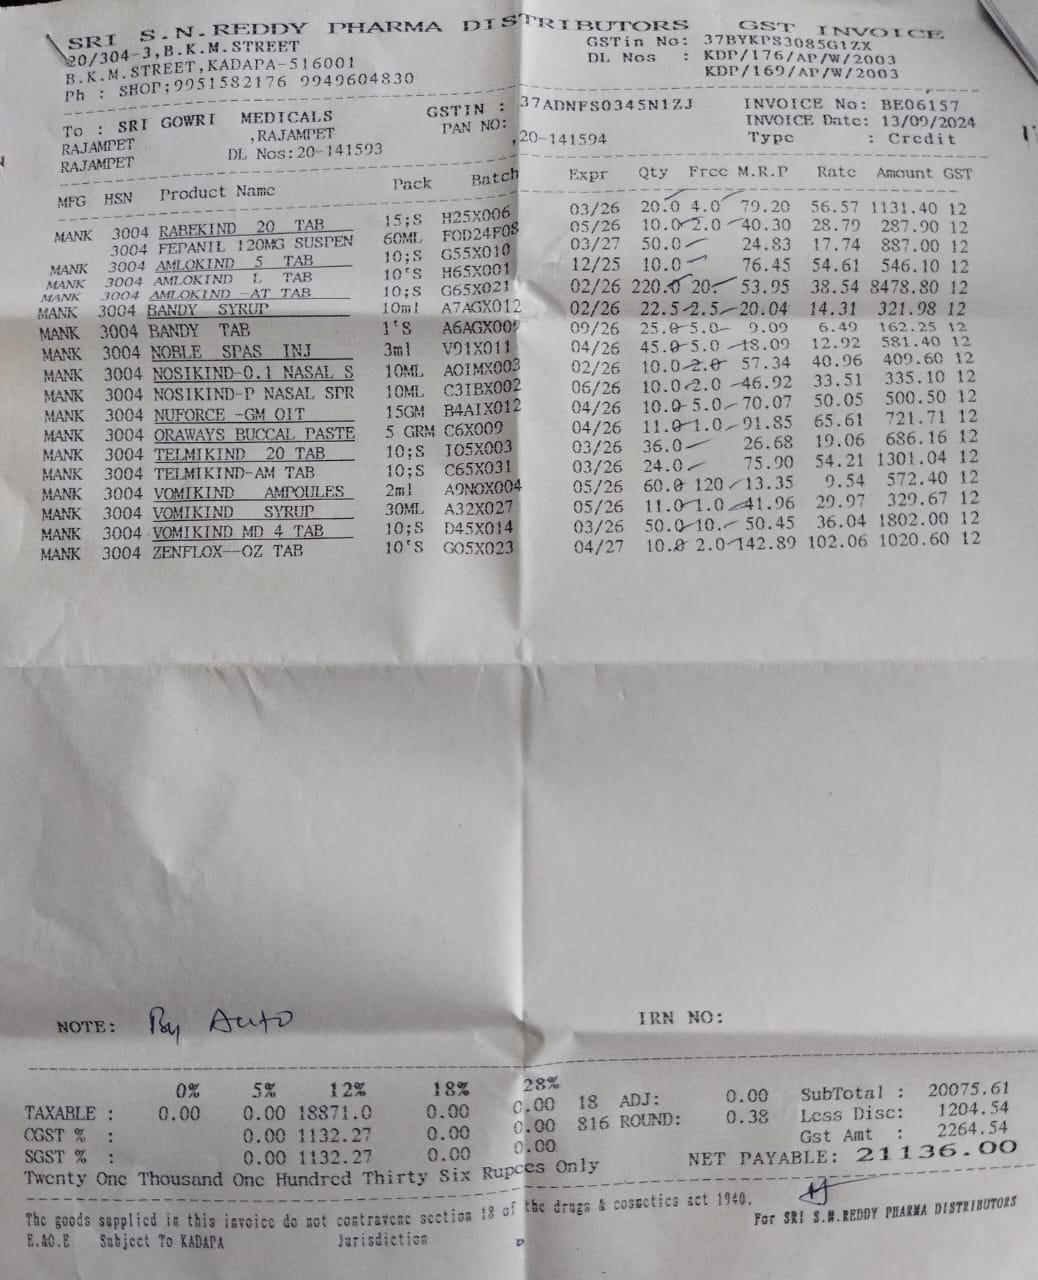 SRI S.N.REDDY PHARMA DISTRIBUTORS GST INVOICE
20/304-3,B.K.M.STREET GSTin No: 37BYKPS3085G1ZX
B.K.M.STREET,KADAPA-516001 DL Nos : KDP/176/AP/W/2003
Ph : SHOP;9951582176 9949604830 KDP/169/AP/W/2003
To : SRI GOWRI MEDICALS GSTIN : 37ADNFS0345N1ZJ INVOICE No: BE06157
RAJAMPET ,RAJAMPET PAN NO: INVOICE Date: 13/09/2024
RAJAMPET DL Nos:20-141593 ,20-141594 Type : Credit
MFG HSN Product Name Pack Batch Expr Qty Free M.R.P Rate Amount GST
MANK 3004 RABEKIND 20 TAB 15;S H25X006 03/26 20.0 4.0 79.20 56.57 1131.40 12
3004 FEPANIL 120MG SUSPEN 60ML FOD24F08 05/26 10.0 2.0 40.30 28.79 287.90 12
MANK 3004 AMLOKIND 5 TAB 10;S G55X010 03/27 50.0 24.83 17.74 887.00 12
MANK 3004 AMLOKIND L TAB 10'S H65X001 12/25 10.0 76.45 54.61 546.10 12
MANK 3004 AMLOKIND -AT TAB 10;S G65X021 02/26 220.0 20 53.95 38.54 8478.80 12
MANK 3004 BANDY SYRUP 10ml A7AGX012 02/26 22.5 2.5 20.04 14.31 321.98 12
MANK 3004 BANDY TAB 1'S A6AGX009 09/26 25.0 5.0 9.09 6.49 162.25 12
MANK 3004 NOBLE SPAS INJ 3ml V91X011 04/26 45.0 5.0 18.09 12.92 581.40 12
MANK 3004 NOSIKIND-0.1 NASAL S 10ML AOIMX003 02/26 10.0 2.0 57.34 40.96 409.60 12
MANK 3004 NOSIKIND-P NASAL SPR 10ML C3IBX002 06/26 10.0 2.0 46.92 33.51 335.10 12
MANK 3004 NUFORCE -GM OIT 15GM B4AIX012 04/26 10.0 5.0 70.07 50.05 500.50 12
MANK 3004 ORAWAYS BUCCAL PASTE 5 GRM C6X009 04/26 11.0 1.0 91.85 65.61 721.71 12
MANK 3004 TELMIKIND 20 TAB 10;S IO5X003 03/26 36.0 26.68 19.06 686.16 12
MANK 3004 TELMIKIND-AM TAB 10;S C65X031 03/26 24.0 75.90 54.21 1301.04 12
MANK 3004 VOMIKIND AMPOULES 2ml A9NOX004 05/26 60.0 120 13.35 9.54 572.40 12
MANK 3004 VOMIKIND SYRUP 30ML A32X027 05/26 11.0 1.0 41.96 29.97 329.67 12
MANK 3004 VOMIKIND MD 4 TAB 10;S D45X014 03/26 50.0 10. 50.45 36.04 1802.00 12
MANK 3004 ZENFLOX--OZ TAB 10'S GO5X023 04/27 10.0 2.0 142.89 102.06 1020.60 12
NOTE: By Auto IRN NO:
0% 5% 12% 18% 28%
TAXABLE : 0.00 0.00 18871.0 0.00 0.00 18 ADJ: 0.00 SubTotal : 20075.61
CGST % : 0.00 1132.27 0.00 0.00 816 ROUND: 0.38 Less Disc: 1204.54
SGST % : 0.00 1132.27 0.00 0.00 Gst Amt : 2264.54
Twenty One Thousand One Hundred Thirty Six Rupees Only NET PAYABLE: 21136.00
The goods supplied in this invoice do not contravene section 18 of the drugs & cosmetics act 1940. For SRI S.N.REDDY PHARMA DISTRIBUTORS
E.&O.E Subject To KADAPA Jurisdiction